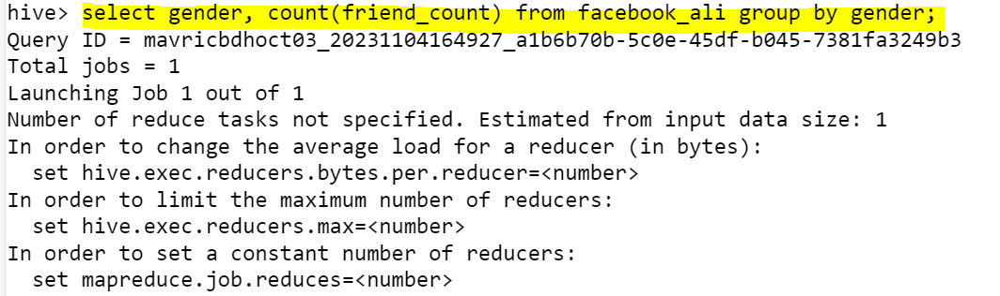 hive> select gender, count(friend_count) from facebook_ali group by gender;
Query ID = mavricbdhoct03_20231104164927_a1b6b70b-5c0e-45df-b045-7381fa3249b3
Total jobs = 1
Launching Job 1 out of 1
Number of reduce tasks not specified. Estimated from input data size: 1
In order to change the average load for a reducer (in bytes):
  set hive.exec.reducers.bytes.per.reducer=<number>
In order to limit the maximum number of reducers:
  set hive.exec.reducers.max=<number>
In order to set a constant number of reducers:
  set mapreduce.job.reduces=<number>